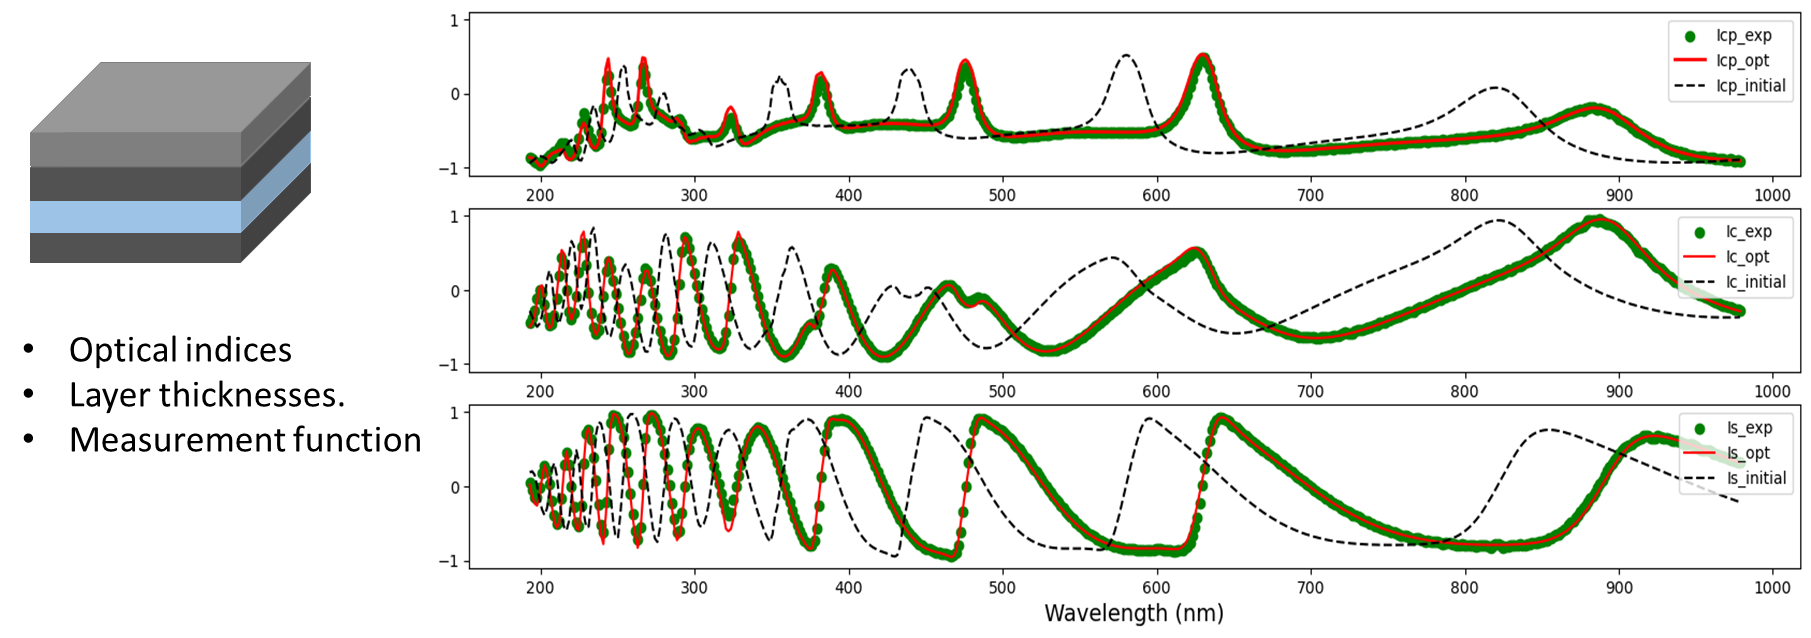 • Optical indices
• Layer thicknesses.
• Measurement function
1
0
−1
200 300 400 500 600 700 800 900 1000
Icp_exp
Icp_opt
Icp_initial
1
0
−1
200 300 400 500 600 700 800 900 1000
Ic_exp
Ic_opt
Ic_initial
1
0
−1
200 300 400 500 600 700 800 900 1000
Is_exp
Is_opt
Is_initial
Wavelength (nm)